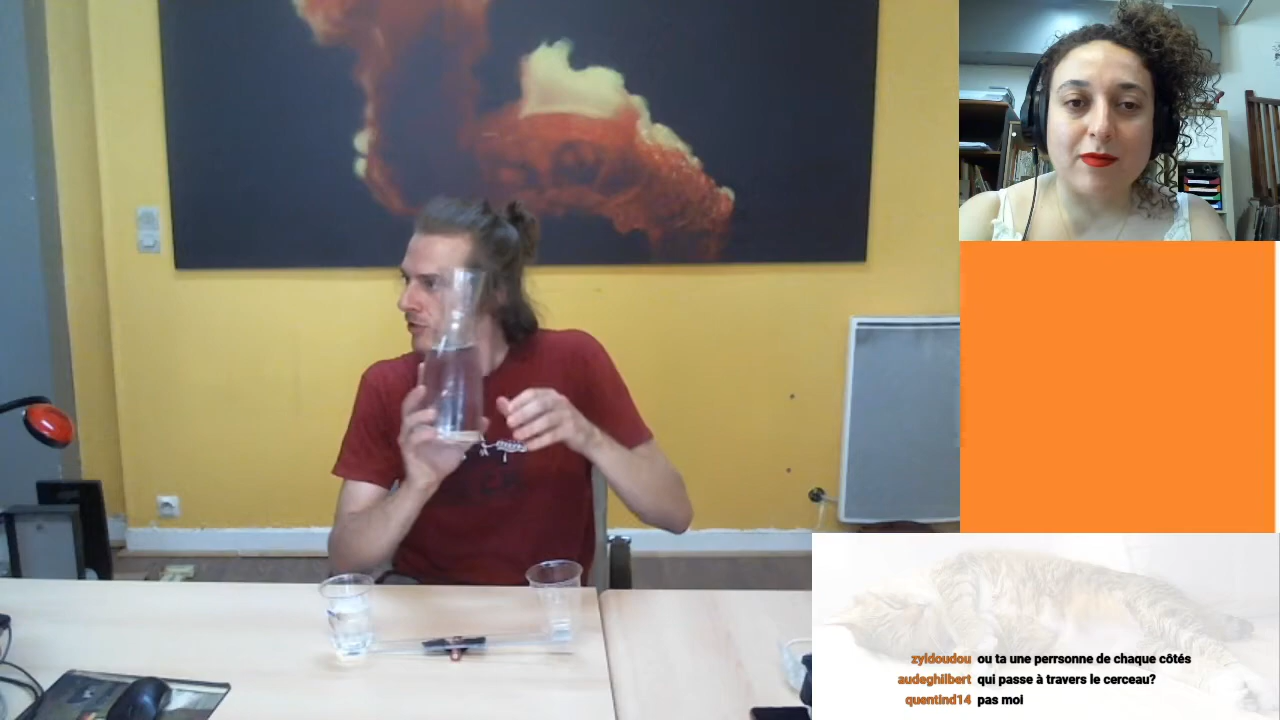 zyldoudou ou ta une perrsonne de chaque côtés
audeghilbert qui passe à travers le cerceau?
quentind14 pas moi